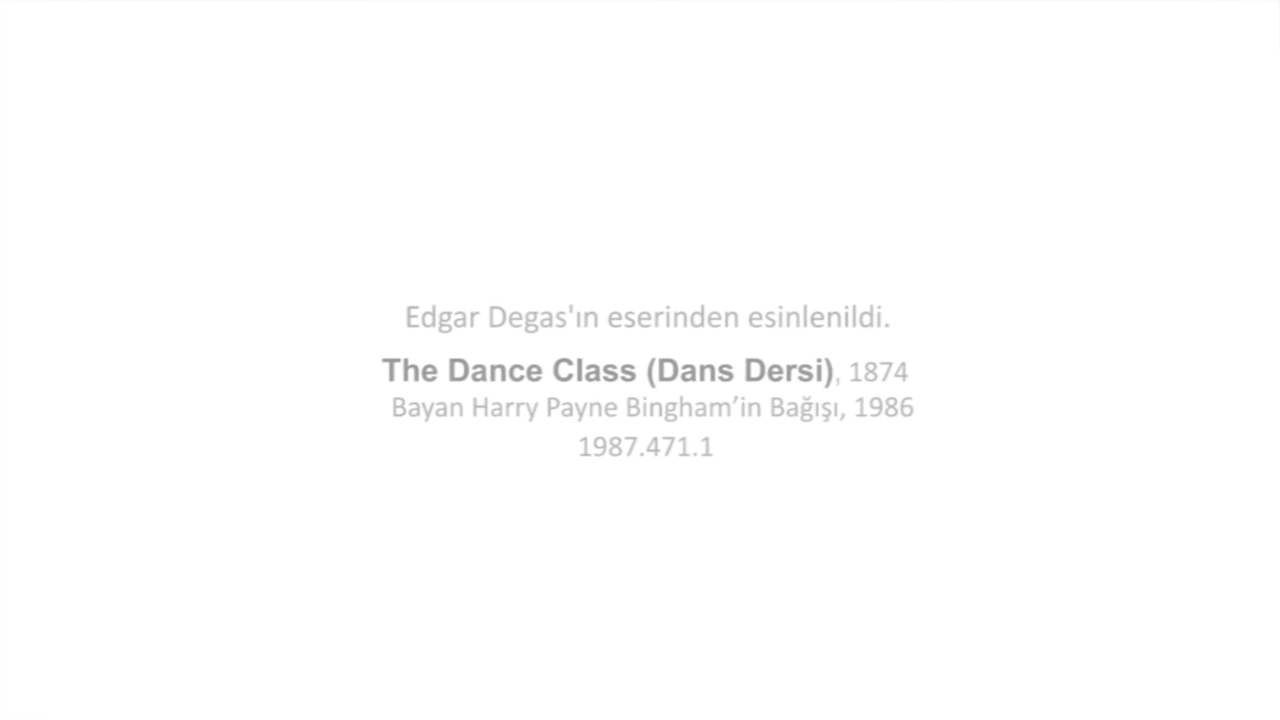 Edgar Degas'ın eserinden esinlenildi.
The Dance Class (Dans Dersi), 1874
Bayan Harry Payne Bingham’in Bağışı, 1986
1987.471.1